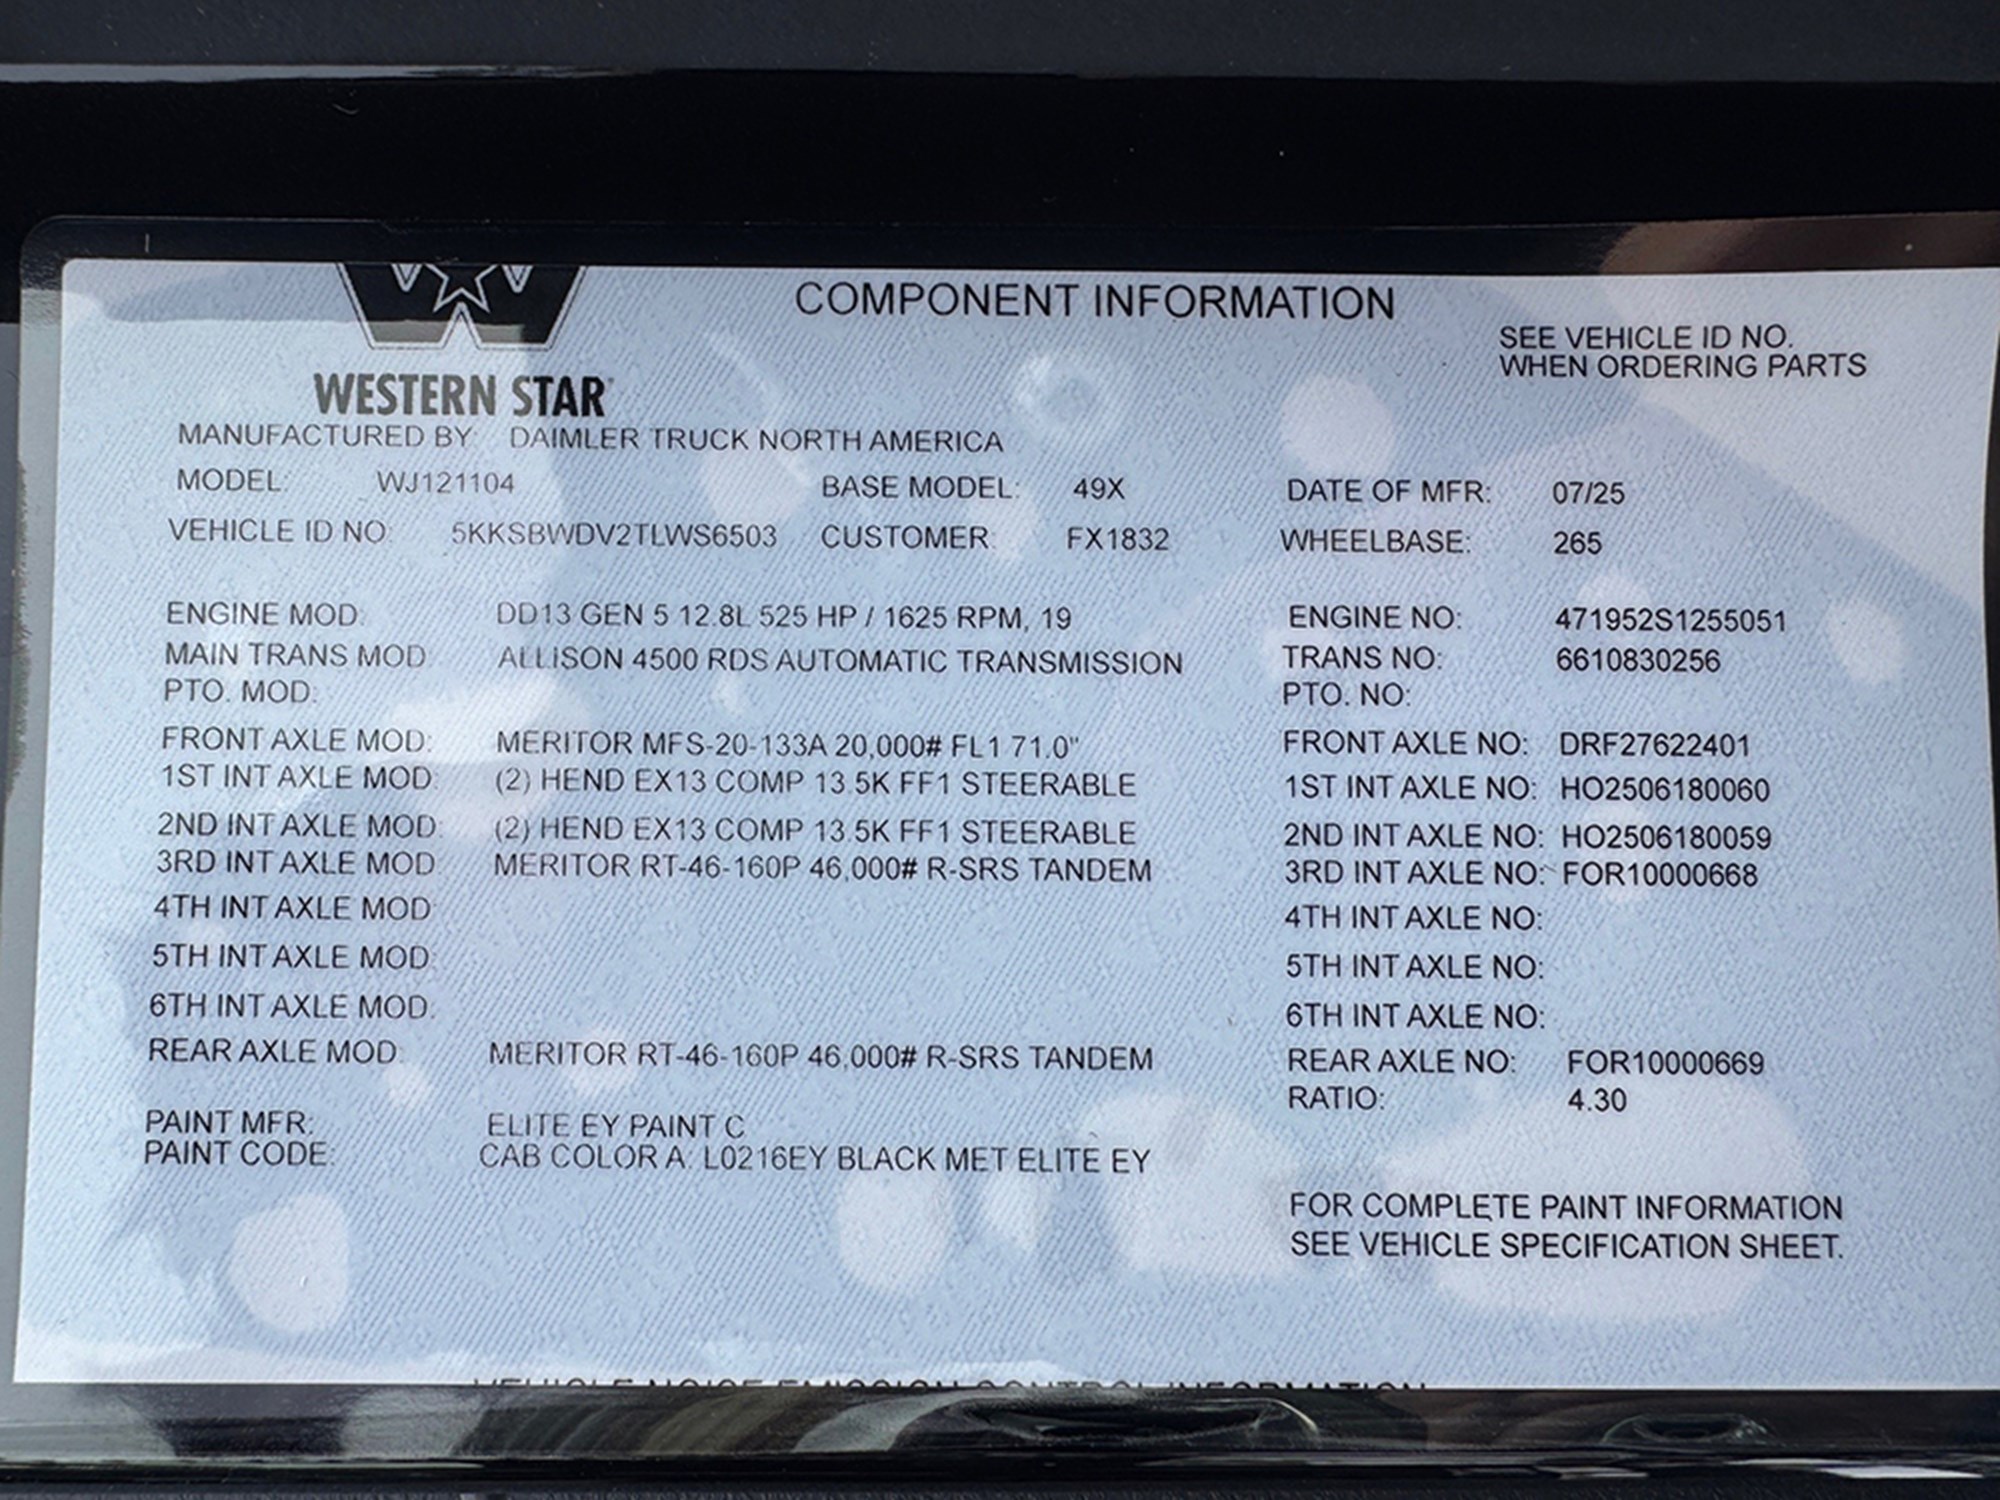 COMPONENT INFORMATION
SEE VEHICLE ID NO.
WHEN ORDERING PARTS
WESTERN STAR
MANUFACTURED BY: DAIMLER TRUCK NORTH AMERICA
MODEL: WJ121104 BASE MODEL: 49X DATE OF MFR: 07/25
VEHICLE ID NO: 5KKSBWDV2TLWS6503 CUSTOMER: FX1832 WHEELBASE: 265
ENGINE MOD: DD13 GEN 5 12.8L 525 HP / 1625 RPM, 19 ENGINE NO: 471952S1255051
MAIN TRANS MOD: ALLISON 4500 RDS AUTOMATIC TRANSMISSION TRANS NO: 6610830256
PTO. MOD: PTO. NO:
FRONT AXLE MOD: MERITOR MFS-20-133A 20,000# FL1 71.0" FRONT AXLE NO: DRF27622401
1ST INT AXLE MOD: (2) HEND EX13 COMP 13.5K FF1 STEERABLE 1ST INT AXLE NO: HO2506180060
2ND INT AXLE MOD: (2) HEND EX13 COMP 13.5K FF1 STEERABLE 2ND INT AXLE NO: HO2506180059
3RD INT AXLE MOD: MERITOR RT-46-160P 46,000# R-SRS TANDEM 3RD INT AXLE NO: FOR10000668
4TH INT AXLE MOD: 4TH INT AXLE NO:
5TH INT AXLE MOD: 5TH INT AXLE NO:
6TH INT AXLE MOD: 6TH INT AXLE NO:
REAR AXLE MOD: MERITOR RT-46-160P 46,000# R-SRS TANDEM REAR AXLE NO: FOR10000669
RATIO: 4.30
PAINT MFR: ELITE EY PAINT C
PAINT CODE: CAB COLOR A: L0216EY BLACK MET ELITE EY
FOR COMPLETE PAINT INFORMATION
SEE VEHICLE SPECIFICATION SHEET.
VEHICLE NOISE EMISSION CONTROL INFORMATION